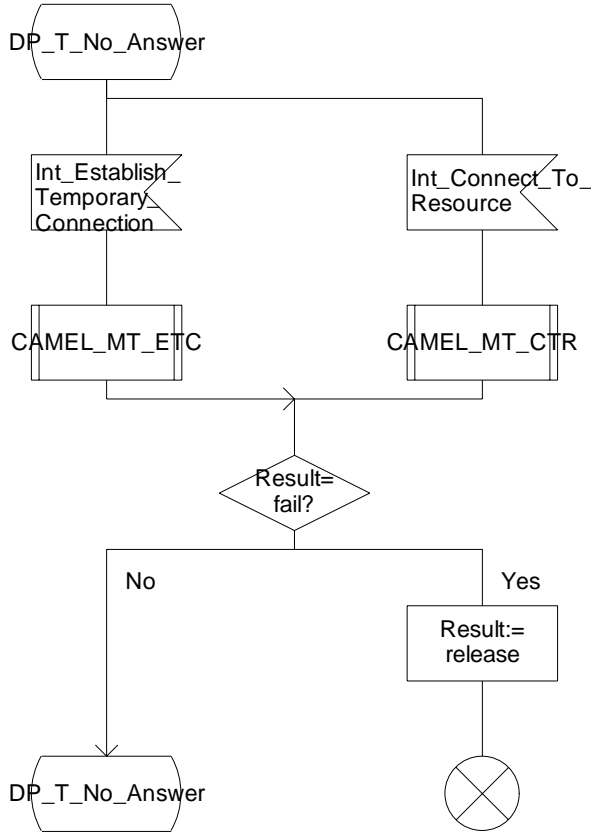 DP_T_No_Answer
Int_Establish_
Temporary_
Connection
Int_Connect_To_
Resource
CAMEL_MT_ETC
CAMEL_MT_CTR
Result=
fail?
No
Yes
Result:=
release
DP_T_No_Answer